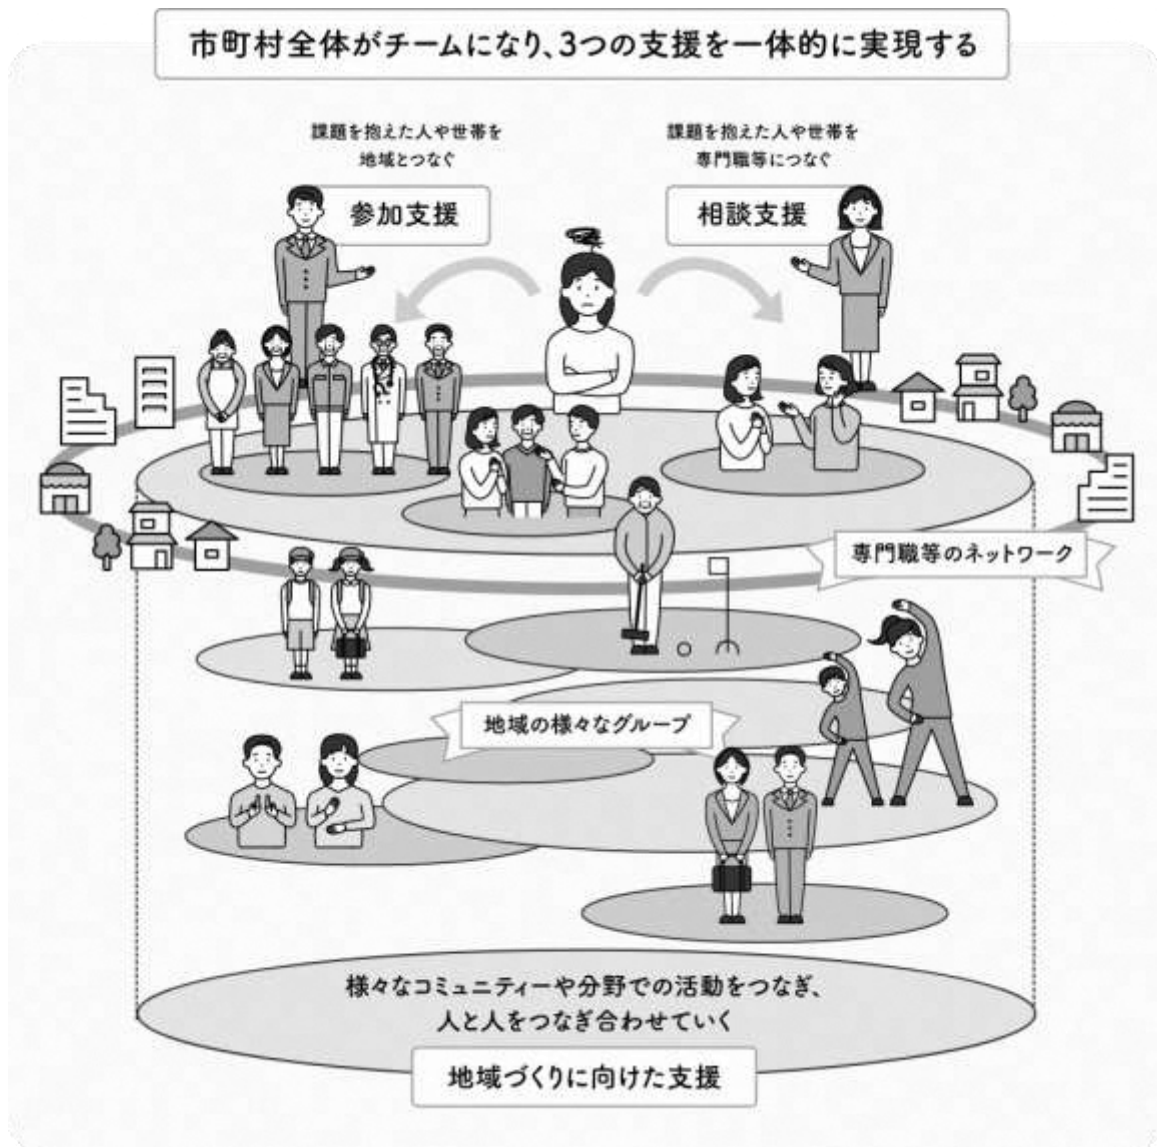 市町村全体がチームになり、3つの支援を一体的に実現する
課題を抱えた人や世帯を
地域とつなぐ
参加支援
課題を抱えた人や世帯を
専門職等につなぐ
相談支援
専門職等のネットワーク
地域の様々なグループ
様々なコミュニティーや分野での活動をつなぎ、
人と人をつなぎ合わせていく
地域づくりに向けた支援